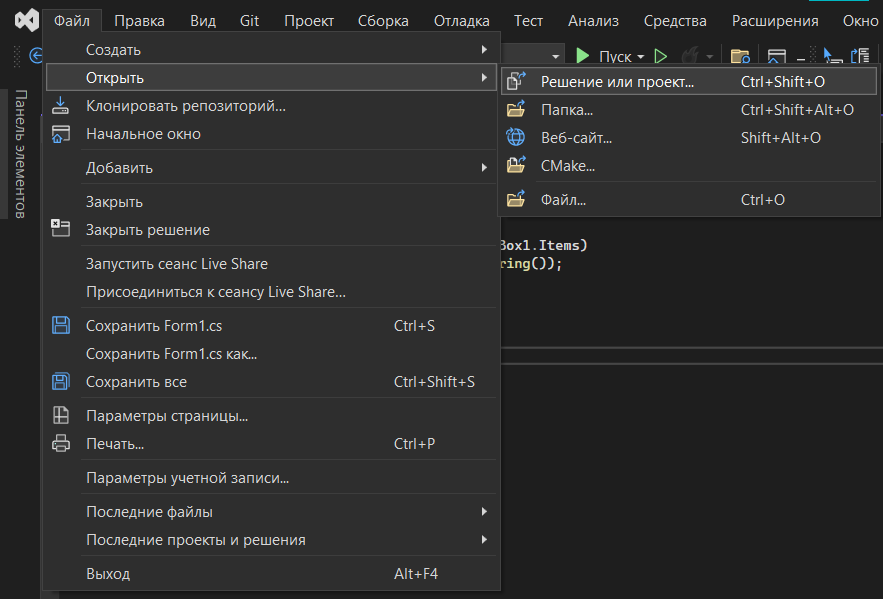 Файл Правка Вид Git Проект Сборка Отладка Тест Анализ Средства Расширения Окно
Пуск
Панель элементов
Создать
Открыть
Клонировать репозиторий...
Начальное окно
Добавить
Закрыть
Закрыть решение
Запустить сеанс Live Share
Присоединиться к сеансу Live Share...
Сохранить Form1.cs Ctrl+S
Сохранить Form1.cs как...
Сохранить все Ctrl+Shift+S
Параметры страницы...
Печать... Ctrl+P
Параметры учетной записи...
Последние файлы
Последние проекты и решения
Выход Alt+F4
Решение или проект... Ctrl+Shift+O
Папка... Ctrl+Shift+Alt+O
Веб-сайт... Shift+Alt+O
CMake...
Файл... Ctrl+O
Box1.Items)
ring());